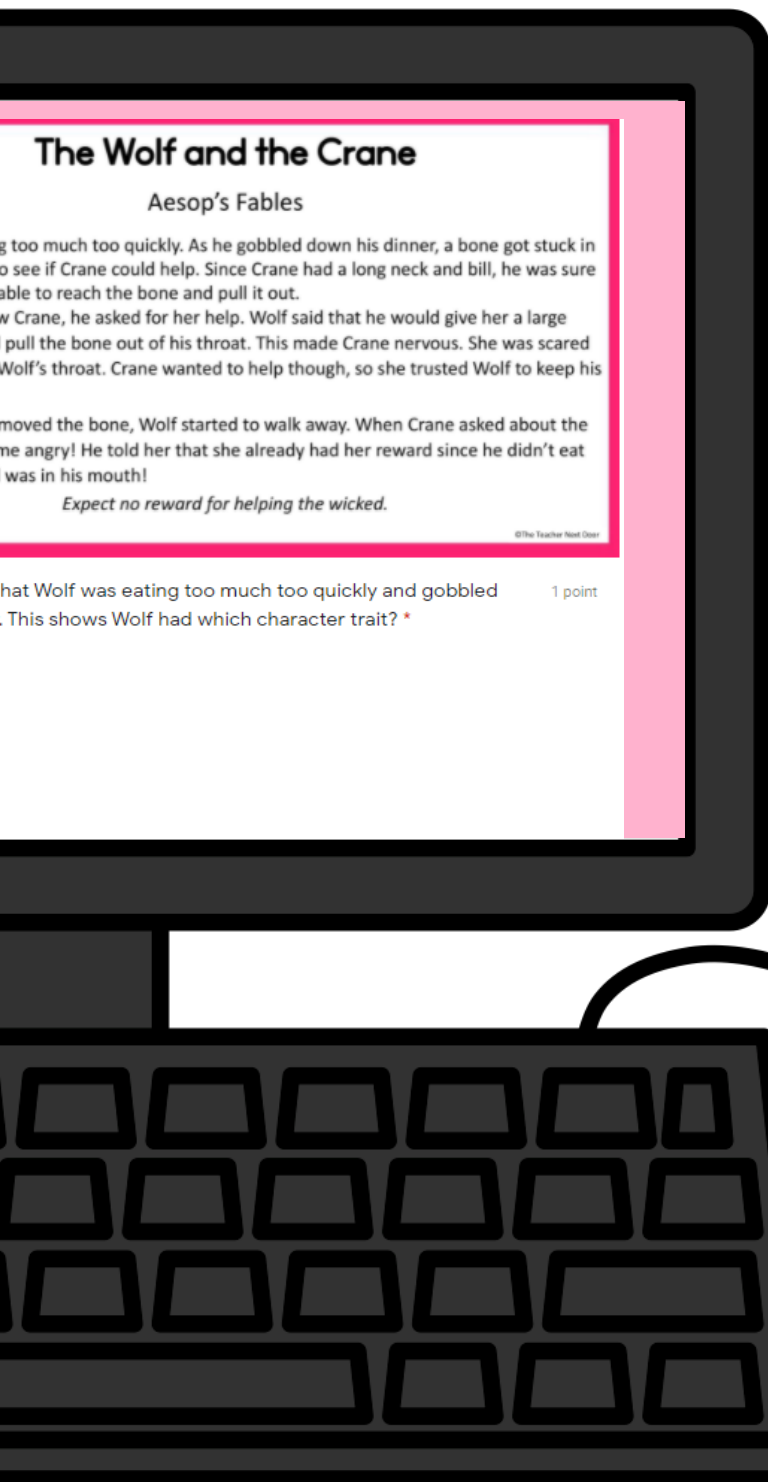 The Wolf and the Crane
Aesop's Fables
g too much too quickly. As he gobbled down his dinner, a bone got stuck in
o see if Crane could help. Since Crane had a long neck and bill, he was sure
able to reach the bone and pull it out.
w Crane, he asked for her help. Wolf said that he would give her a large
pull the bone out of his throat. This made Crane nervous. She was scared
Wolf's throat. Crane wanted to help though, so she trusted Wolf to keep his
moved the bone, Wolf started to walk away. When Crane asked about the
me angry! He told her that she already had her reward since he didn't eat
was in his mouth!
Expect no reward for helping the wicked.
©The Teacher Next Door
hat Wolf was eating too much too quickly and gobbled
1 point
. This shows Wolf had which character trait? *